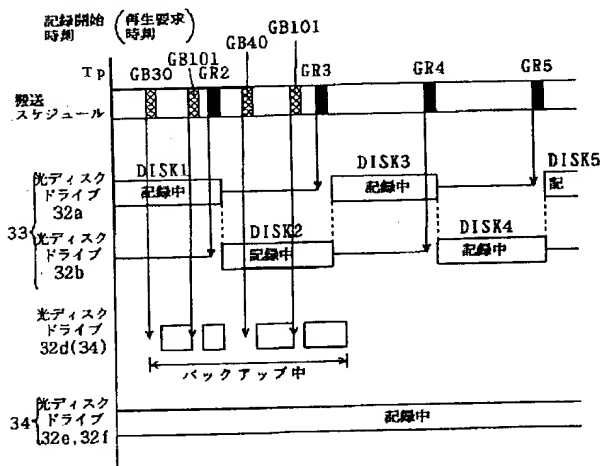 記録開始 (再生要求
時刻 時刻
GB101 GB40 GB101
Tp GB30 GR2 GR3 GR4 GR5
搬送
スケジュール
DISK1 DISK3 DISK5
光ディスク
ドライブ
32a
記録中 記録中 記
33
DISK2 DISK4
光ディスク
ドライブ
32b
記録中 記録中
光ディスク
ドライブ
32d(34)
バックアップ中
34
光ディスク
ドライブ
32e,32f
記録中